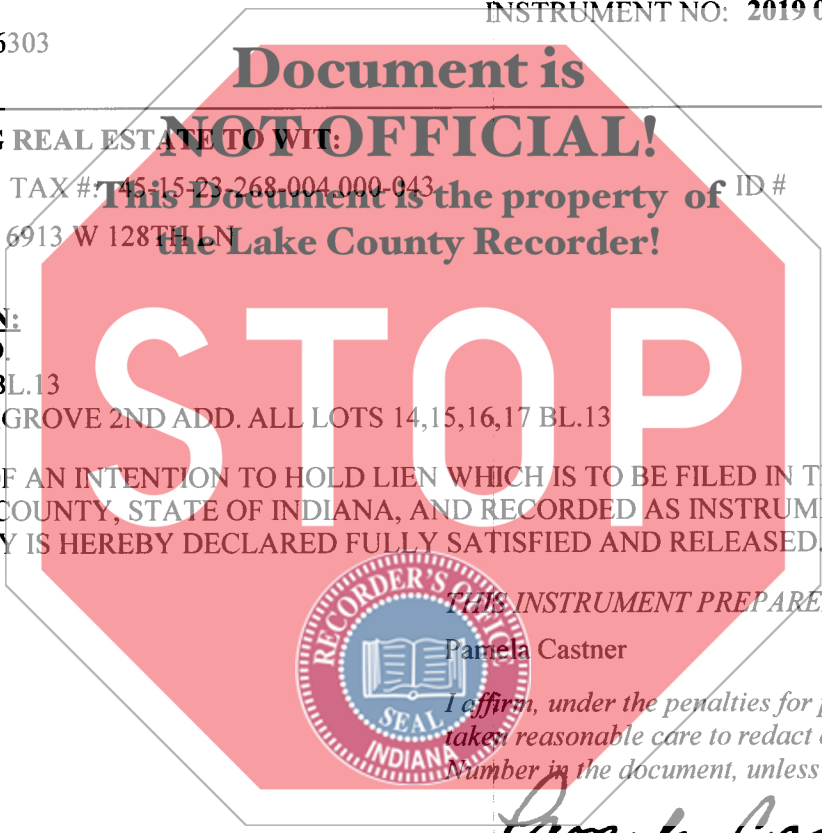 INSTRUMENT NO: 2019 0
6303
Document is
NOT OFFICIAL!
REAL ESTATE TO WIT:
This Document is the property of
TAX #: 45-15-23-268-004.000-043 ID #
the Lake County Recorder!
6913 W 128TH LN
N:
STOP
BL.13
GROVE 2ND ADD. ALL LOTS 14,15,16,17 BL.13
OF AN INTENTION TO HOLD LIEN WHICH IS TO BE FILED IN
COUNTY, STATE OF INDIANA, AND RECORDED AS INSTRUM
Y IS HEREBY DECLARED FULLY SATISFIED AND RELEASED.
THIS INSTRUMENT PREPARE
Pamela Castner
I affirm, under the penalties for
taken reasonable care to redact
Number in the document, unless
RECORDER'S OFFICE
SEAL
INDIANA